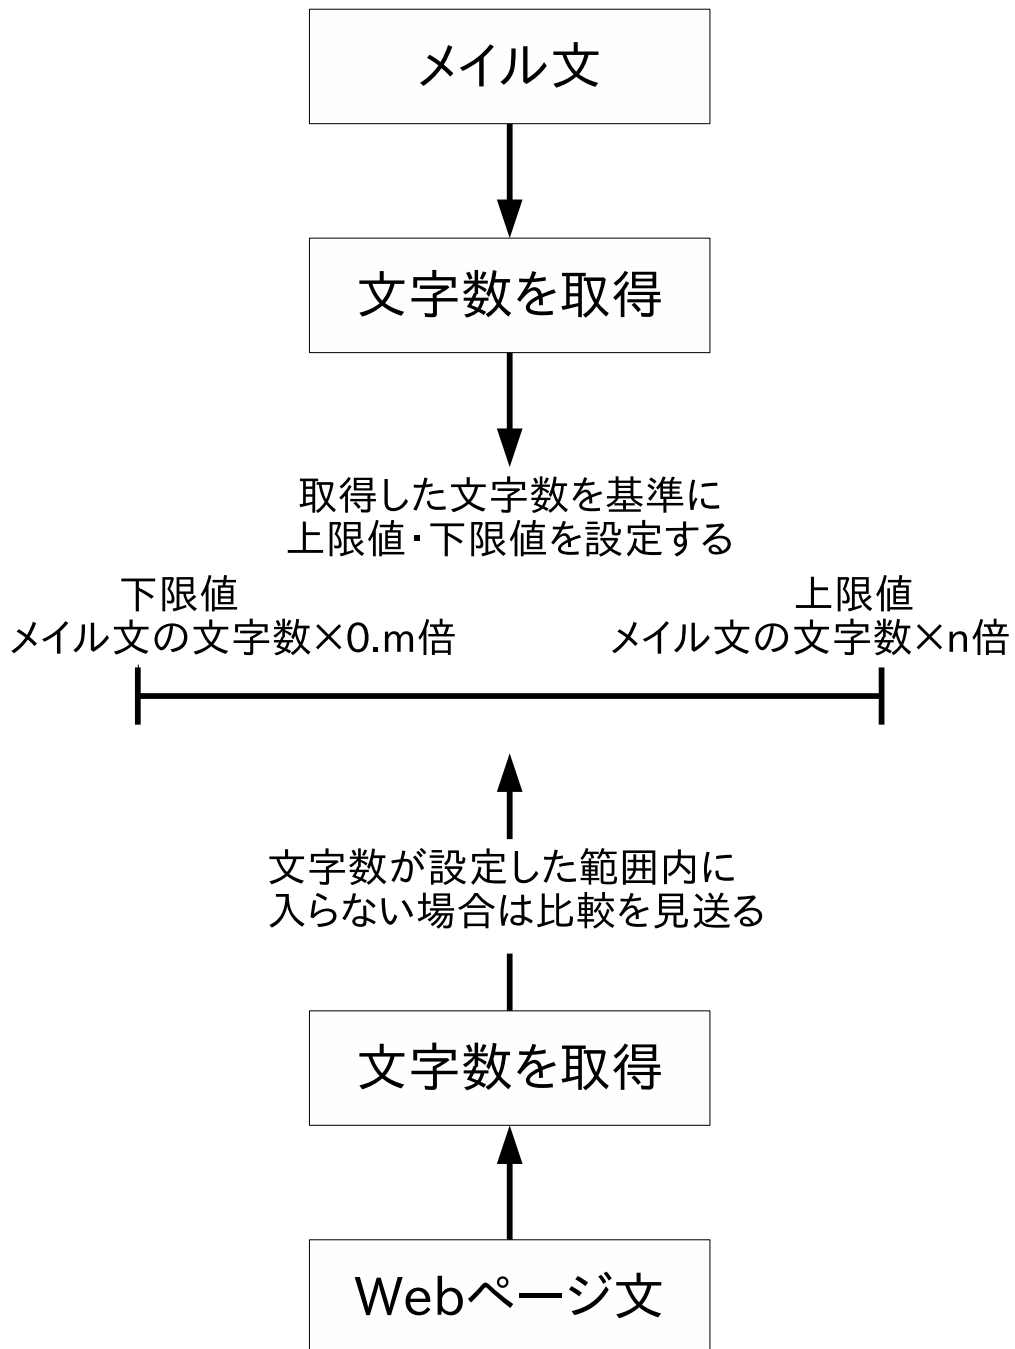 メイル文
文字数を取得
取得した文字数を基準に
上限値・下限値を設定する
下限値
メイル文の文字数×0.m倍
上限値
メイル文の文字数×n倍
文字数が設定した範囲内に
入らない場合は比較を見送る
文字数を取得
Webページ文